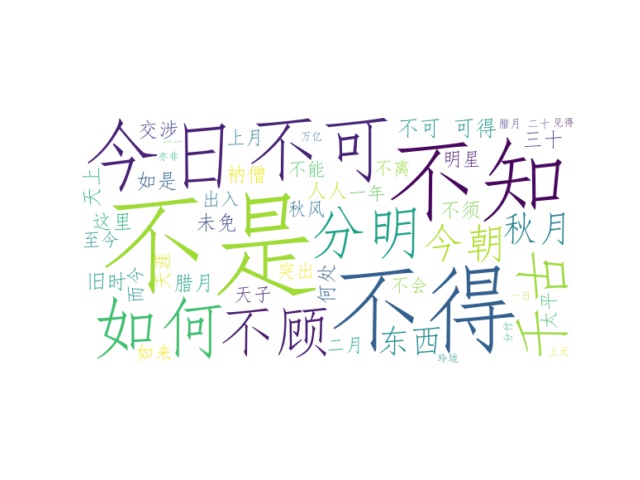 交涉
上月
万亿
不可
可得
腊月
二十
见得
今日
不可
不知
三十
一一
亦非
天上
如是
衲僧
不能
不离
明星
人人
一年
出入
这里
未免
秋风
不是
分明
不须
今朝
秋月
至今
旧时
而今
天涯
腊月
突出
何处
不会
千古
太平
天子
一日
如何
不顾
不得
如来
二月
东西
玲珑
上元